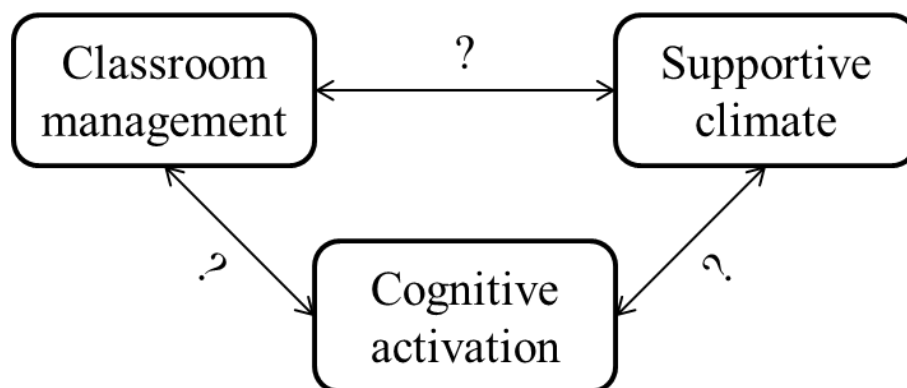 Classroom
management
?
Supportive
climate
?
?
Cognitive
activation